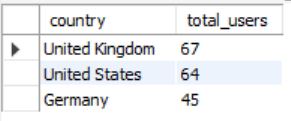 country total_users
United Kingdom 67
United States 64
Germany 45